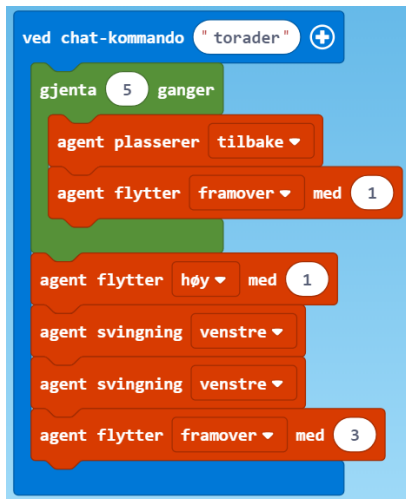 ved chat-kommando "torader"
gjenta 5 ganger
agent plasserer tilbake
agent flytter framover med 1
agent flytter høy med 1
agent svingning venstre
agent svingning venstre
agent flytter framover med 3